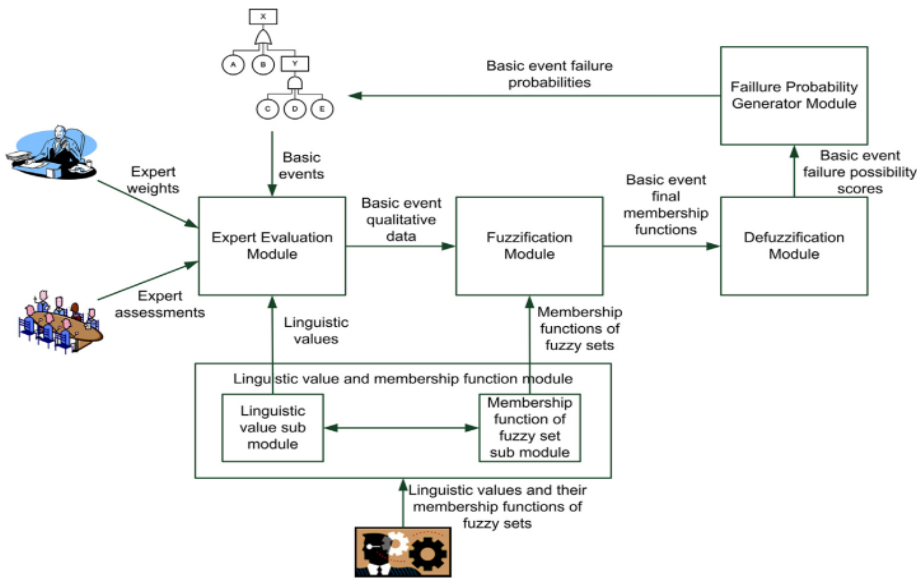 X
A
B
Y
C
D
E
Basic event failure
probabilities
Faillure Probability
Generator Module
Expert
weights
Basic
events
Basic event
failure possibility
scores
Expert Evaluation
Module
Basic event
qualitative
data
Fuzzification
Module
Basic event
final
membership
functions
Defuzzification
Module
Expert
assessments
Linguistic
values
Membership
functions of
fuzzy sets
Linguistic value and membership function module
Linguistic
value sub
module
Membership
function of
fuzzy set
sub module
Linguistic values and their
membership functions of
fuzzy sets